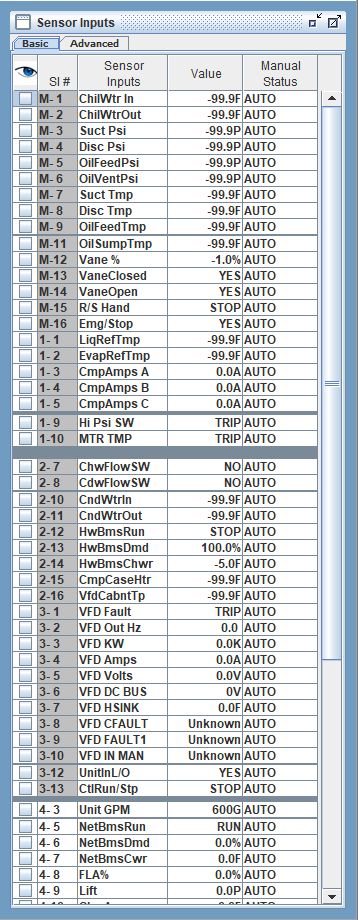 Sensor Inputs
Basic Advanced
SI # Sensor Inputs Value Manual Status
M- 1 ChilWtr In -99.9F AUTO
M- 2 ChilWtrOut -99.9F AUTO
M- 3 Suct Psi -99.9P AUTO
M- 4 Disc Psi -99.9P AUTO
M- 5 OilFeedPsi -99.9P AUTO
M- 6 OilVentPsi -99.9P AUTO
M- 7 Suct Tmp -99.9F AUTO
M- 8 Disc Tmp -99.9F AUTO
M- 9 OilFeedTmp -99.9F AUTO
M-11 OilSumpTmp -99.9F AUTO
M-12 Vane % -1.0% AUTO
M-13 VaneClosed YES AUTO
M-14 VaneOpen YES AUTO
M-15 R/S Hand STOP AUTO
M-16 Emg/Stop YES AUTO
1- 1 LiqRefTmp -99.9F AUTO
1- 2 EvapRefTmp -99.9F AUTO
1- 3 CmpAmps A 0.0A AUTO
1- 4 CmpAmps B 0.0A AUTO
1- 5 CmpAmps C 0.0A AUTO
1- 9 Hi Psi SW TRIP AUTO
1-10 MTR TMP TRIP AUTO
2- 7 ChwFlowSW NO AUTO
2- 8 CdwFlowSW NO AUTO
2-10 CndWtrIn -99.9F AUTO
2-11 CndWtrOut -99.9F AUTO
2-12 HwBmsRun STOP AUTO
2-13 HwBmsDmd 100.0% AUTO
2-14 HwBmsChwr -5.0F AUTO
2-15 CmpCaseHtr -99.9F AUTO
2-16 VfdCabntTp -99.9F AUTO
3- 1 VFD Fault TRIP AUTO
3- 2 VFD Out Hz 0.0 AUTO
3- 3 VFD KW 0.0K AUTO
3- 4 VFD Amps 0.0A AUTO
3- 5 VFD Volts 0.0V AUTO
3- 6 VFD DC BUS 0V AUTO
3- 7 VFD HSINK 0.0F AUTO
3- 8 VFD CFAULT Unknown AUTO
3- 9 VFD FAULT1 Unknown AUTO
3-10 VFD IN MAN Unknown AUTO
3-12 UnitInL/O YES AUTO
3-13 CtlRun/Stp STOP AUTO
4- 3 Unit GPM 600G AUTO
4- 5 NetBmsRun RUN AUTO
4- 6 NetBmsDmd 0.0% AUTO
4- 7 NetBmsCwr 0.0F AUTO
4- 8 FLA% 0.0% AUTO
4- 9 Lift 0.0P AUTO